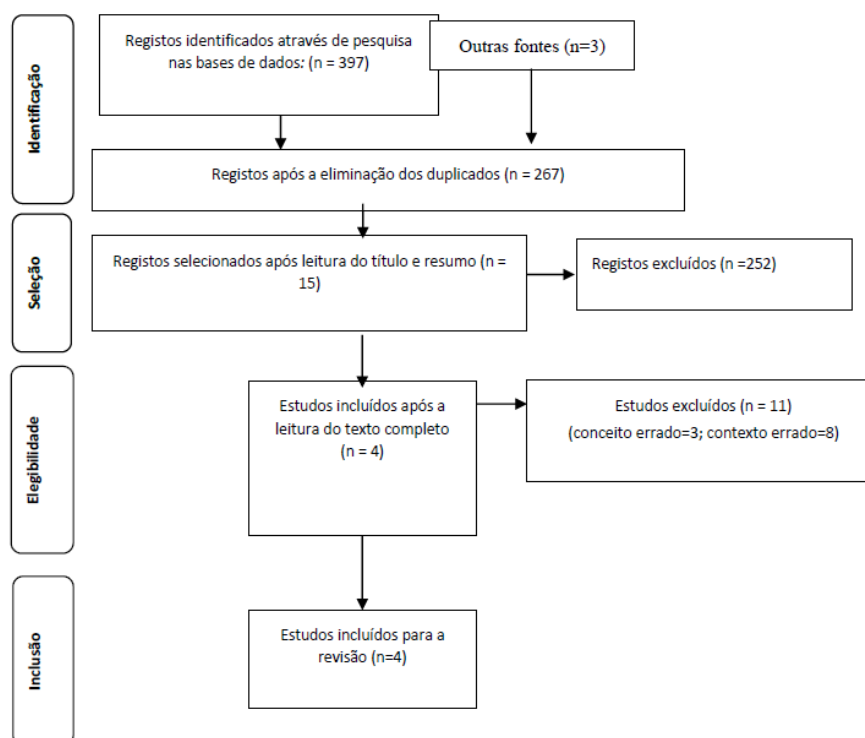 Identificação
Registos identificados através de pesquisa
nas bases de dados: (n = 397)
Outras fontes (n=3)
Registos após a eliminação dos duplicados (n = 267)
Seleção
Registos selecionados após leitura do título e resumo (n =
15)
Registos excluídos (n =252)
Elegibilidade
Estudos incluídos após a
leitura do texto completo
(n = 4)
Estudos excluídos (n = 11)
(conceito errado=3; contexto errado=8)
Inclusão
Estudos incluídos para a
revisão (n=4)